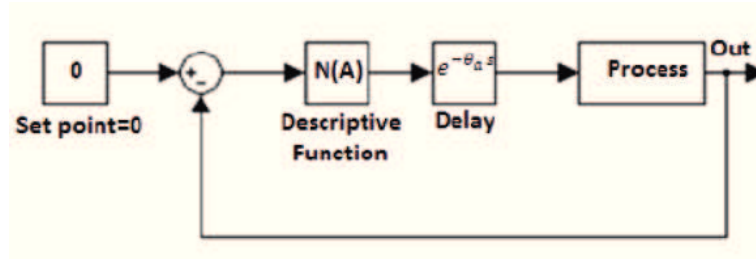 Out
0
+
-
N(A)
e^{-θ_a s}
Process
Set point=0
Descriptive
Function
Delay